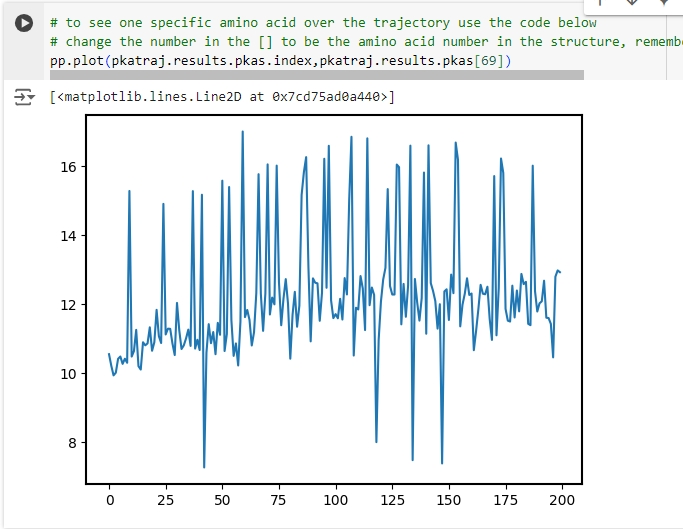 # to see one specific amino acid over the trajectory use the code below
# change the number in the [] to be the amino acid number in the structure,
pp.plot(pkatraj.results.pkas.index,pkatraj.results.pkas[69])
[<matplotlib.lines.Line2D at 0x7cd75ad0a440>]
16
14
12
10
8
0 25 50 75 100 125 150 175 200